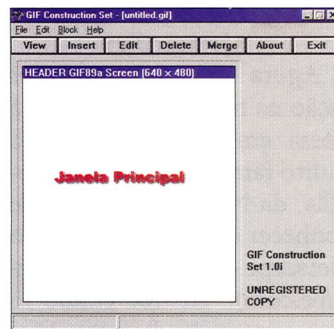 GIF Construction Set - [untitled.gif]
File Edit Block Help
View Insert Edit Delete Merge About Exit
HEADER GIF89a Screen (640 x 480)
Janela Principal
GIF Construction
Set 1.0i
UNREGISTERED
COPY